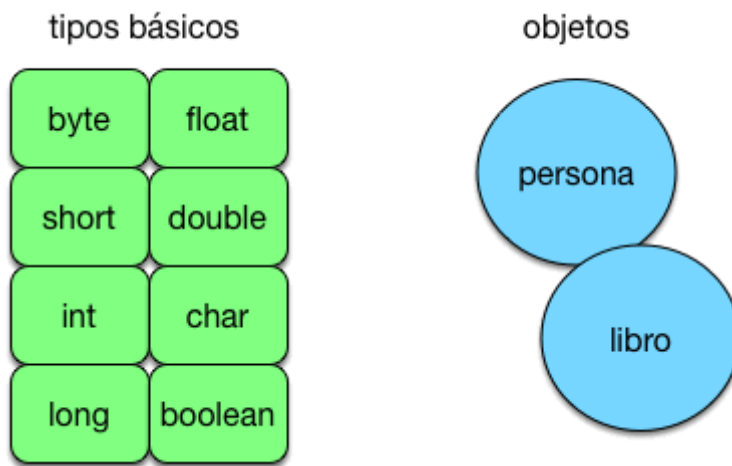 tipos básicos
objetos
byte
float
persona
short
double
int
char
libro
long
boolean